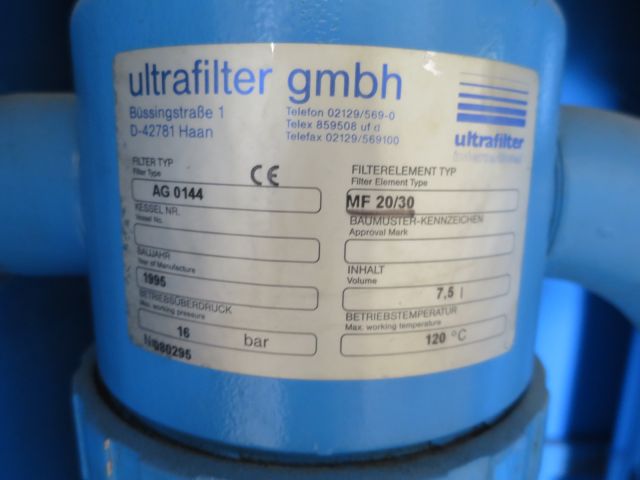 ultrafilter gmbh
Büssingstraße 1
D-42781 Haan
Telefon 02129/569-0
Telex 859508 uf d
Telefax 02129/569100
ultrafilter
FILTER TYP
Filter Type
CE
AG 0144
KESSEL NR.
Vessel No.
BAUJAHR
Year of Manufacture
1995
BETRIEBSÜBERDRUCK
Max. working pressure
16 bar
080295
FILTERELEMENT TYP
Filter Element Type
MF 20/30
BAUMUSTER-KENNZEICHEN
Approval Mark
INHALT
Volume
7,5 l
BETRIEBSTEMPERATUR
Max. working temperature
120 °C